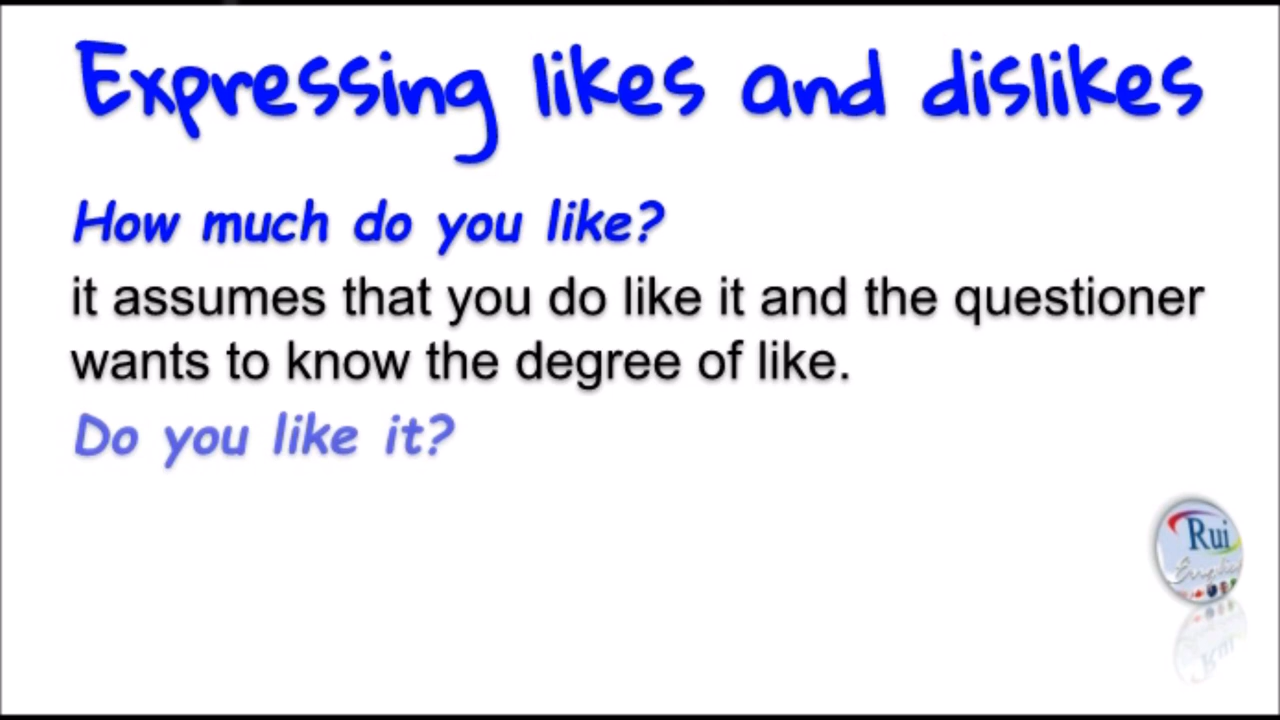 Expressing likes and dislikes
How much do you like?
it assumes that you do like it and the questioner
wants to know the degree of like.
Do you like it?
Rui
English